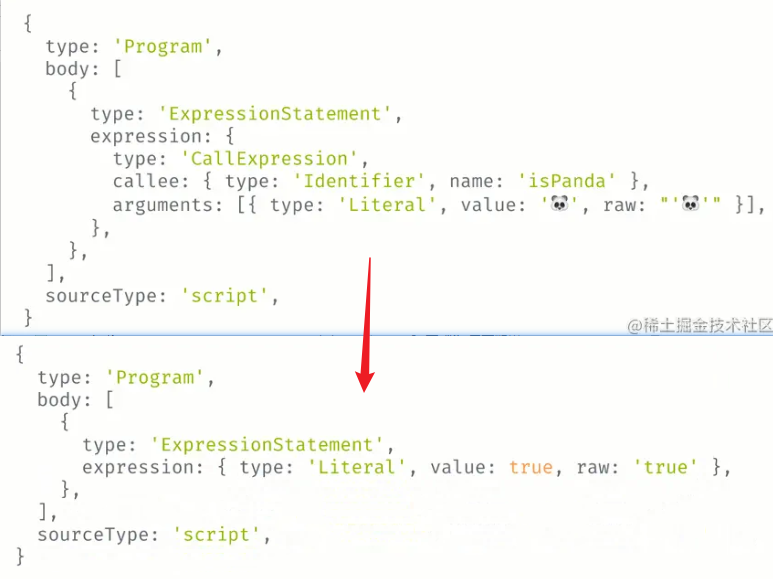 {
  type: 'Program',
  body: [
    {
      type: 'ExpressionStatement',
      expression: {
        type: 'CallExpression',
        callee: { type: 'Identifier', name: 'isPanda' },
        arguments: [{ type: 'Literal', value: '🐼', raw: "'🐼'" }],
      },
    },
  ],
  sourceType: 'script',
}
@稀土掘金技术社区
{
  type: 'Program',
  body: [
    {
      type: 'ExpressionStatement',
      expression: { type: 'Literal', value: true, raw: 'true' },
    },
  ],
  sourceType: 'script',
}